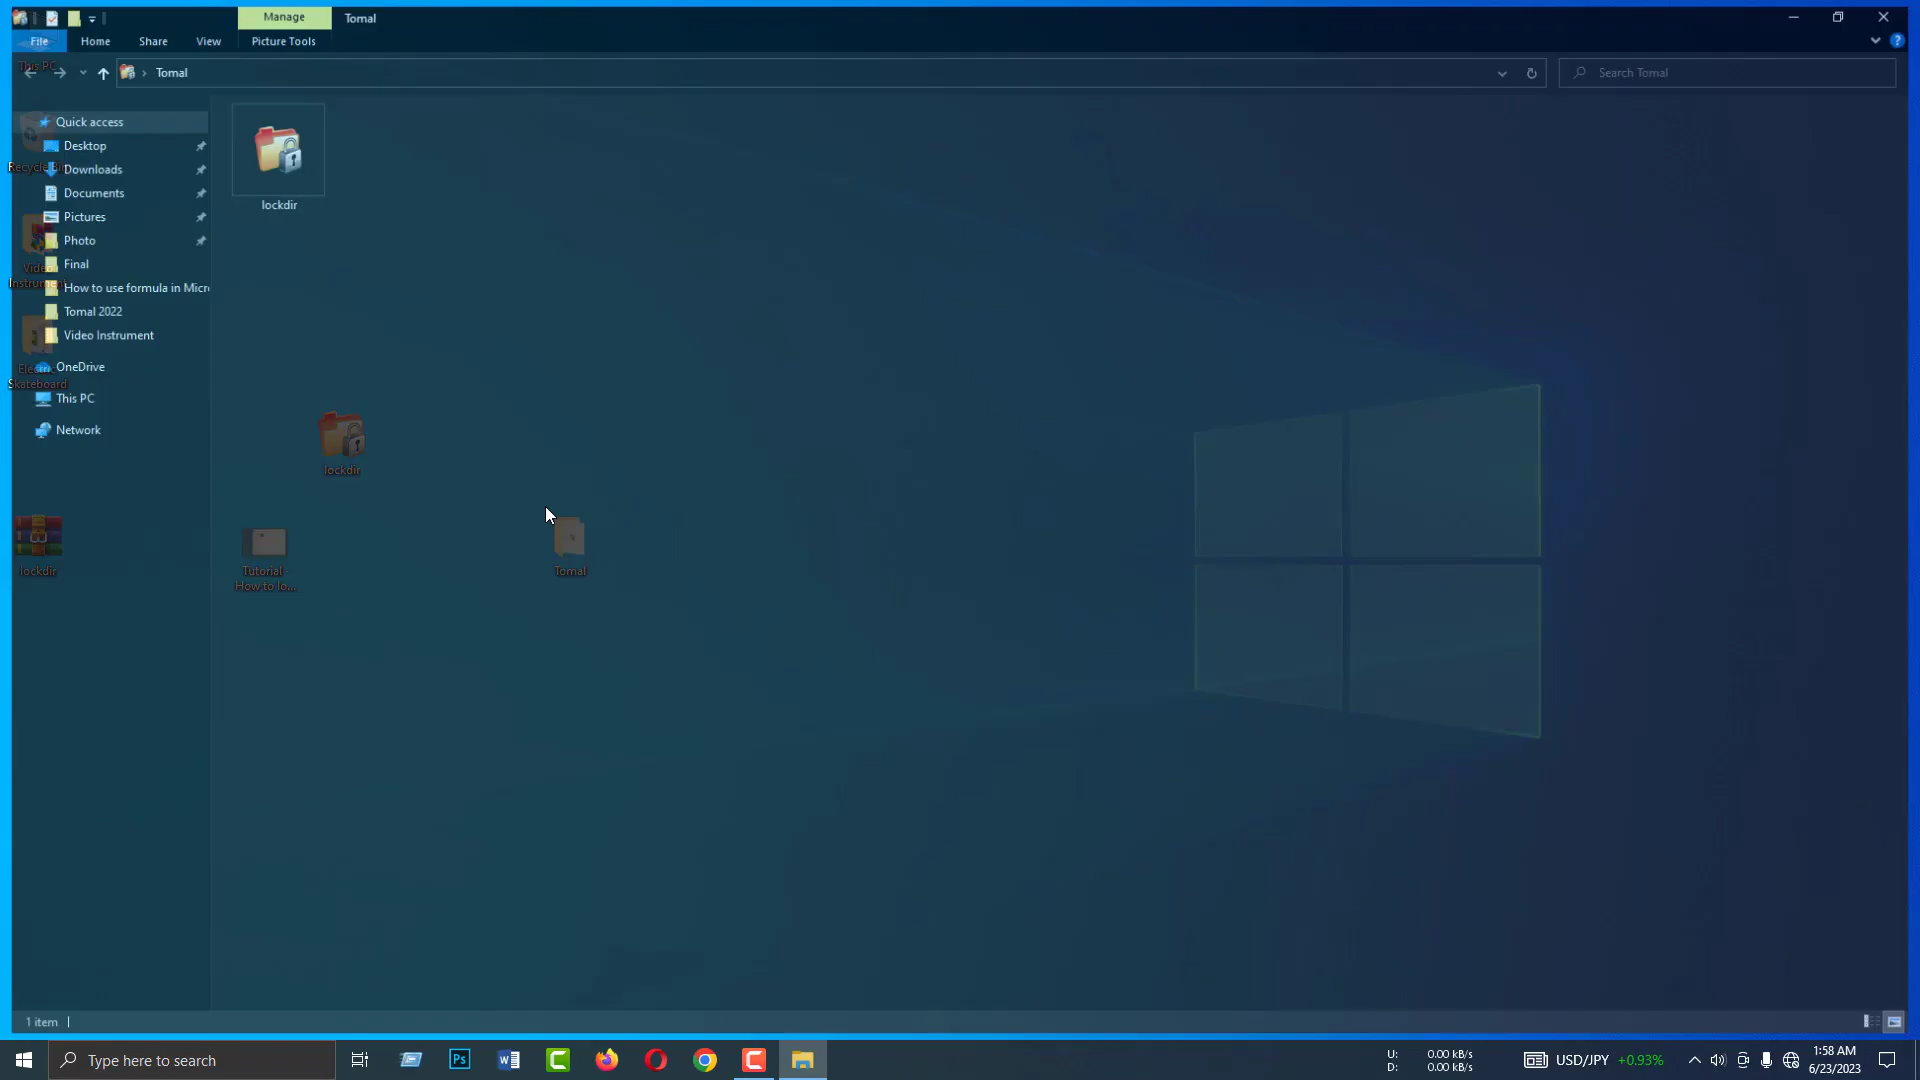 Manage
Tomal
File
Home
Share
View
Picture Tools
This PC
Tomal
Search Tomal
Quick access
Desktop
Downloads
Documents
Pictures
Photo
Final
How to use formula in Micr
Tomal 2022
Video Instrument
OneDrive
This PC
Network
lockdir
Recycle Bin
Video
Instrument
Electric
Skateboard
lockdir
lockdir
Tutorial
How to lo...
Tomal
1 item
Type here to search
Ps
U: 0.00 kB/s
D: 0.00 kB/s
USD/JPY +0.93%
1:58 AM
6/23/2023